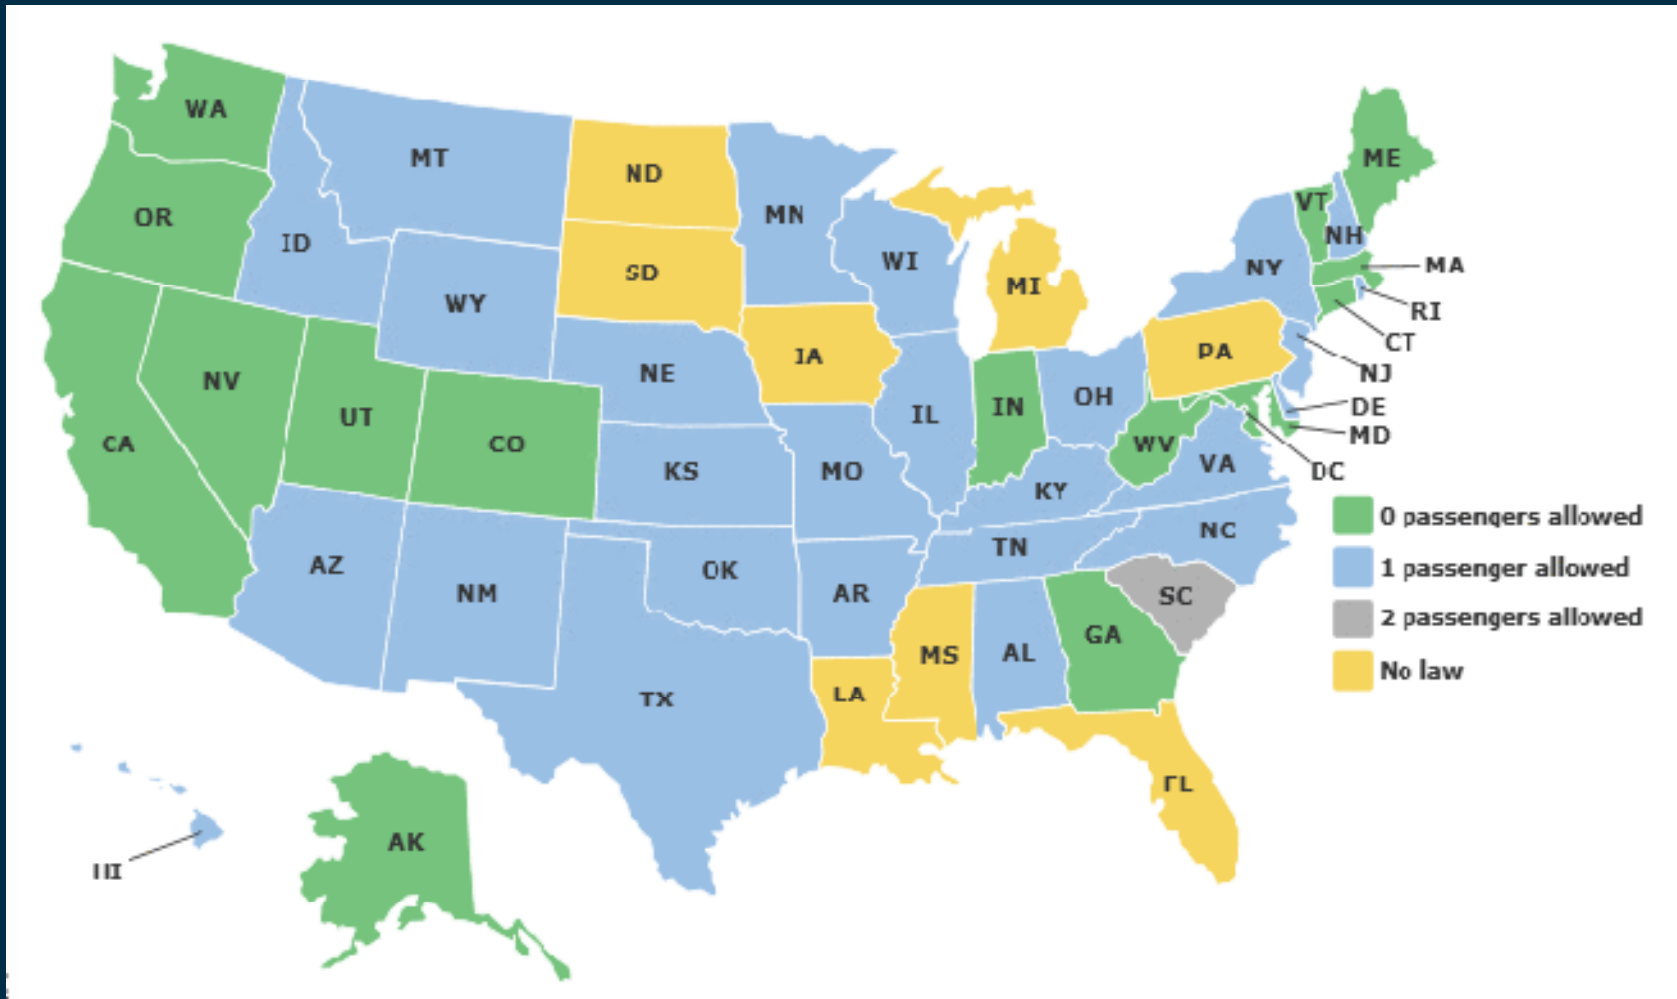 WA
MT
ND
MN
ME
VT
NH
OR
ID
SD
WI
MI
NY
MA
RI
CT
WY
NJ
IA
PA
NE
NV
UT
CO
CA
IL
IN
OH
DE
MD
WV
DC
KS
MO
KY
VA
0 passengers allowed
NC
AZ
NM
OK
TN
1 passenger allowed
AR
SC
2 passengers allowed
GA
MS
AL
No law
TX
LA
FL
AK
HI